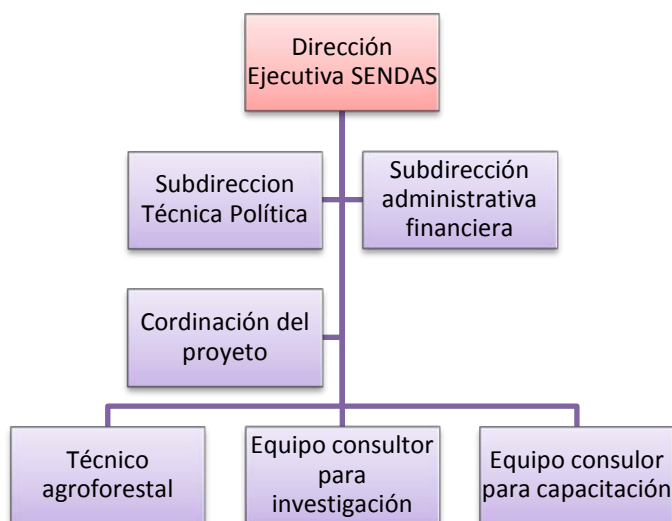 Dirección
Ejecutiva SENDAS
Subdireccion
Técnica Política
Subdirección
administrativa
financiera
Cordinación del
proyeto
Técnico
agroforestal
Equipo consultor
para
investigación
Equipo consulor
para capacitación